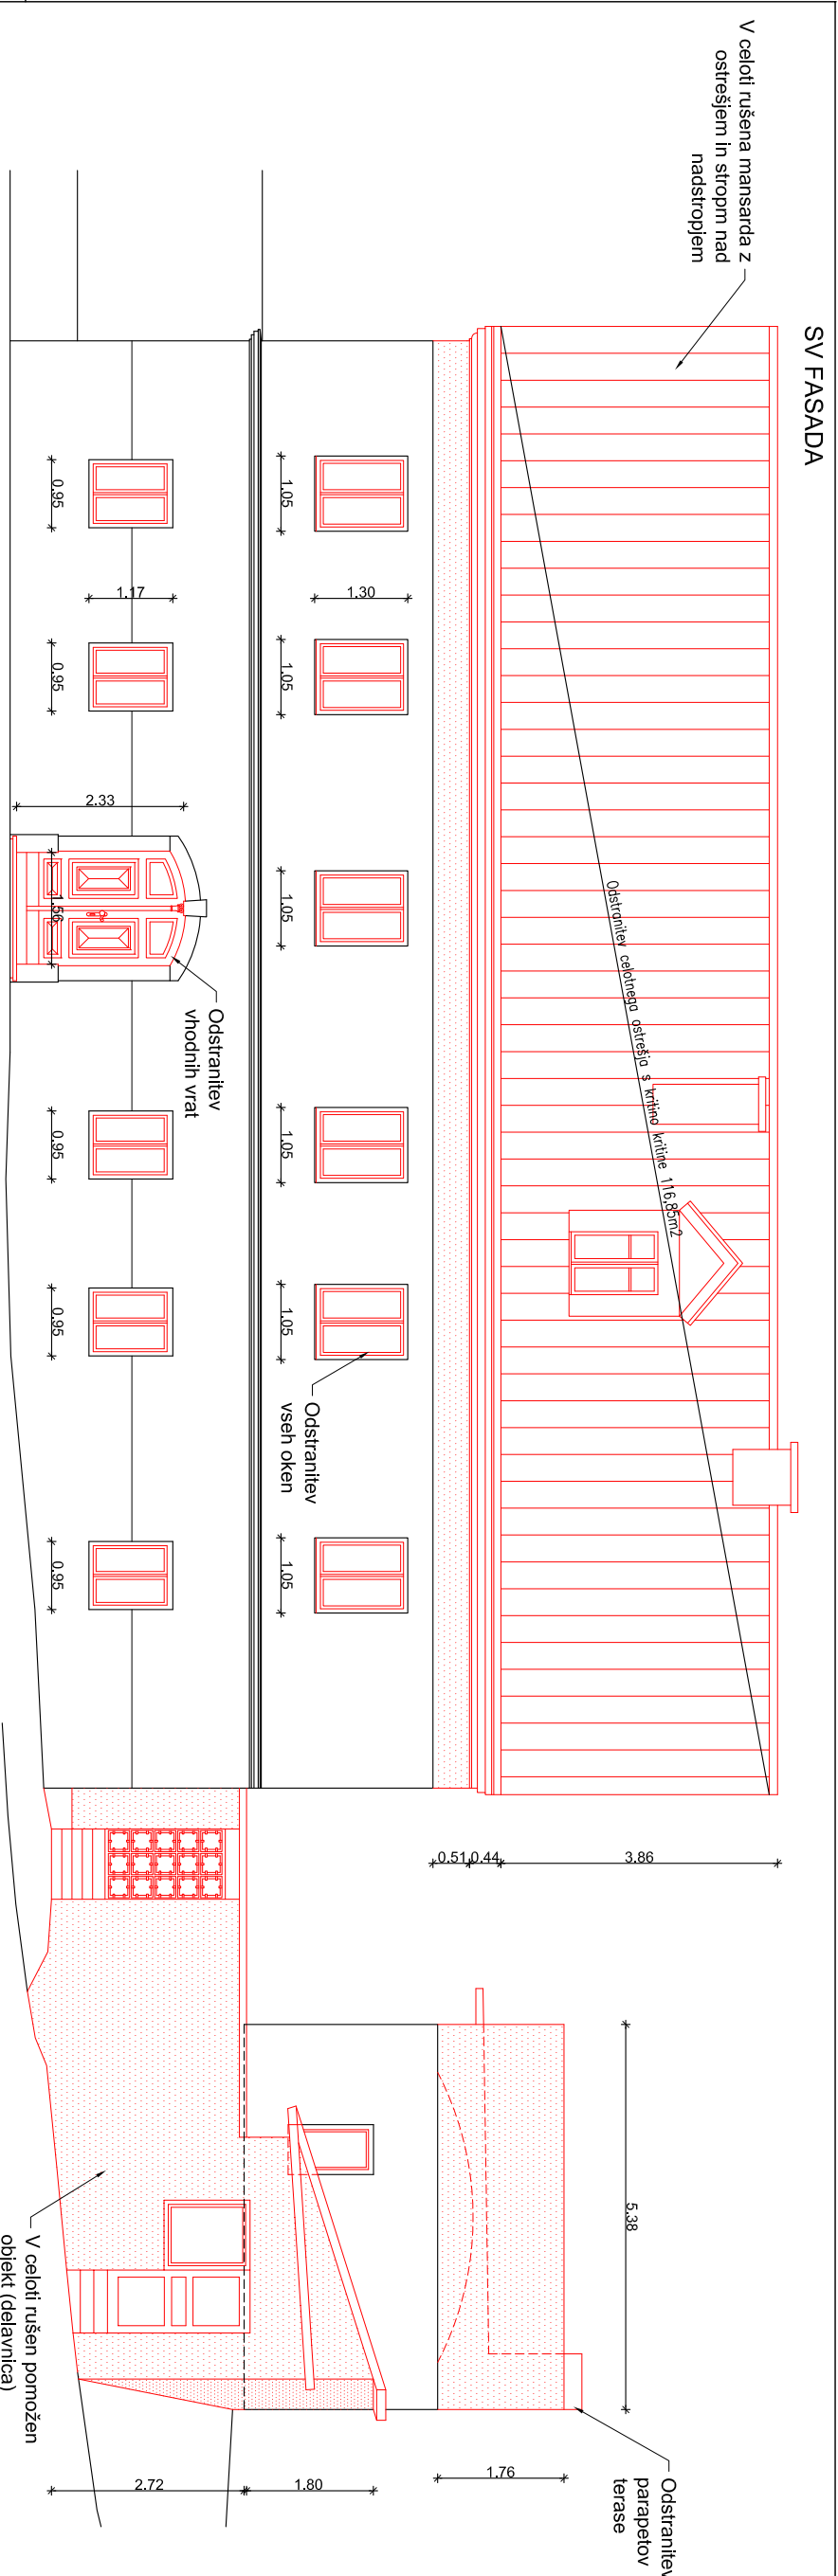 SV FASADA
V celoti rušena mansarda z
ostrešjem in stropm nad
nadstropjem
Odstranitev celotnega ostrešja s kritino kritine 116,85m2
1.05
1.05
1.05
1.05
1.05
1.05
1.30
Odstranitev
vseh oken
0.95
0.95
0.95
0.95
0.95
1.17
2.33
1.56
Odstranitev
vhodnih vrat
0.51
0.44
3.86
5.38
Odstranitev
parapetov
terase
2.72
1.80
1.76
V celoti rušen pomožen
objekt (delavnica)